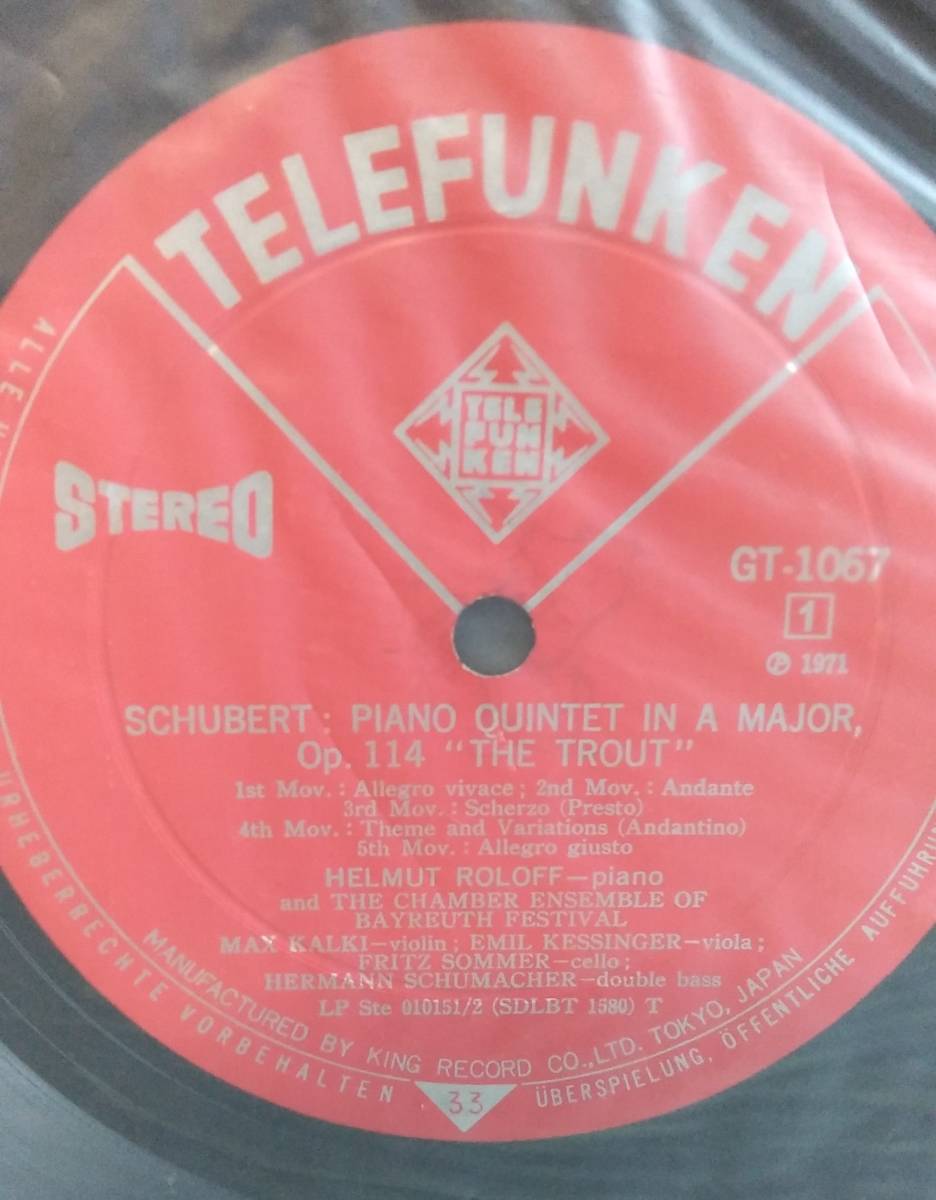 TELEFUNKEN
TELE
FUN
KEN
STEREO
GT-1067
1
℗ 1971
SCHUBERT : PIANO QUINTET IN A MAJOR,
Op. 114 “THE TROUT”
1st Mov. : Allegro vivace ; 2nd Mov. : Andante
3rd Mov. : Scherzo (Presto)
4th Mov. : Theme and Variations (Andantino)
5th Mov. : Allegro giusto
HELMUT ROLOFF—piano
and THE CHAMBER ENSEMBLE OF
BAYREUTH FESTIVAL
MAX KALKI—violin ; EMIL KESSINGER—viola ;
FRITZ SOMMER—cello ;
HERMANN SCHUMACHER—double bass
LP Ste 010151/2 (SDLBT 1580) T
MANUFACTURED BY KING RECORD CO., LTD. TOKYO, JAPAN
33
ALLE
URHEBERRECHTE VORBEHALTEN
ÜBERSPIELUNG, ÖFFENTLICHE